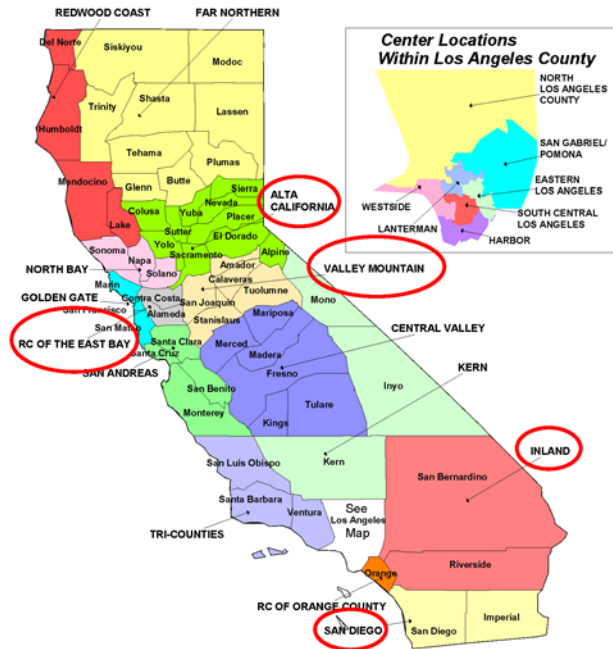 REDWOOD COAST
FAR NORTHERN
Del Norte
Siskiyou
Modoc
Trinity
Shasta
Lassen
Humboldt
Tehama
Plumas
Mendocino
Glenn
Butte
Sierra
Colusa
Yuba
Nevada
Placer
Lake
Sutter
Yolo
El Dorado
Sacramento
Alpine
ALTA
CALIFORNIA
Sonoma
Napa
Solano
Amador
Calaveras
Tuolumne
VALLEY MOUNTAIN
NORTH BAY
Marin
GOLDEN GATE
Contra Costa
San Joaquin
Mono
San Francisco
Alameda
Stanislaus
Mariposa
San Mateo
RC OF THE EAST BAY
Santa Clara
Merced
CENTRAL VALLEY
Santa Cruz
Madera
SAN ANDREAS
Fresno
KERN
San Benito
Inyo
Monterey
Kings
Tulare
INLAND
San Luis Obispo
Kern
San Bernardino
Santa Barbara
Ventura
See
Los Angeles
Map
TRI-COUNTIES
Orange
Riverside
RC OF ORANGE COUNTY
SAN DIEGO
San Diego
Imperial
Center Locations
Within Los Angeles County
NORTH
LOS ANGELES
COUNTY
SAN GABRIEL/
POMONA
EASTERN
LOS ANGELES
WESTSIDE
SOUTH CENTRAL
LOS ANGELES
LANTERMAN
HARBOR